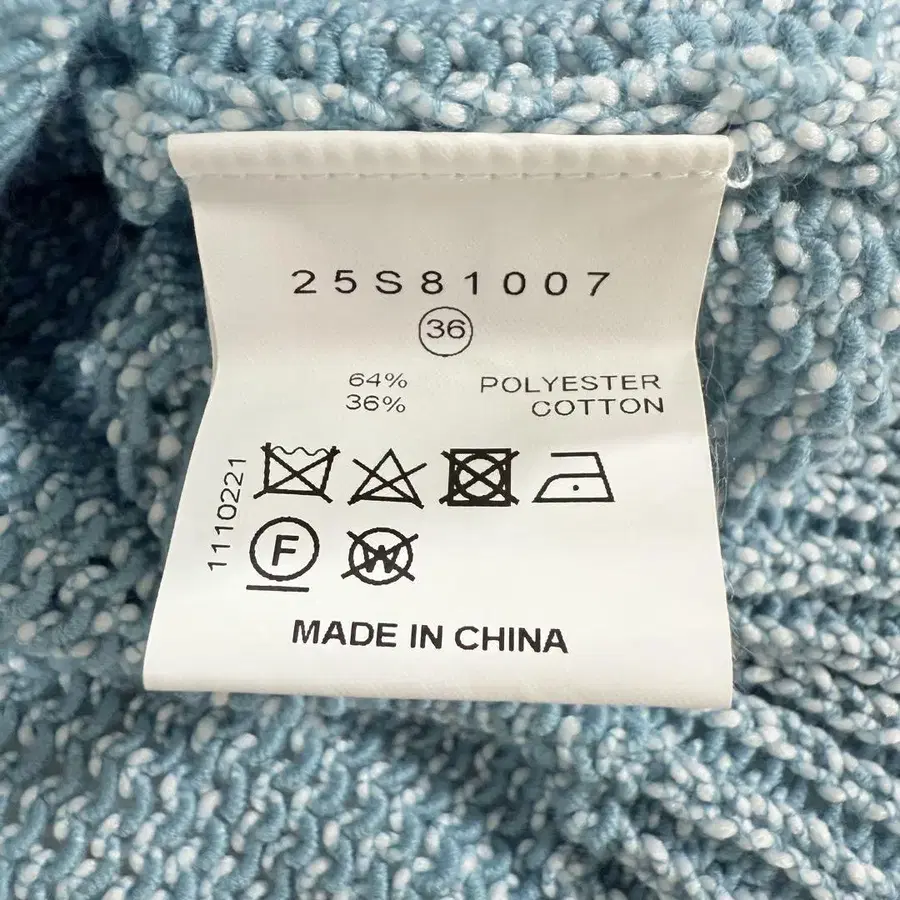 25S81007
36
64% POLYESTER
36% COTTON
1110221
F
W
MADE IN CHINA